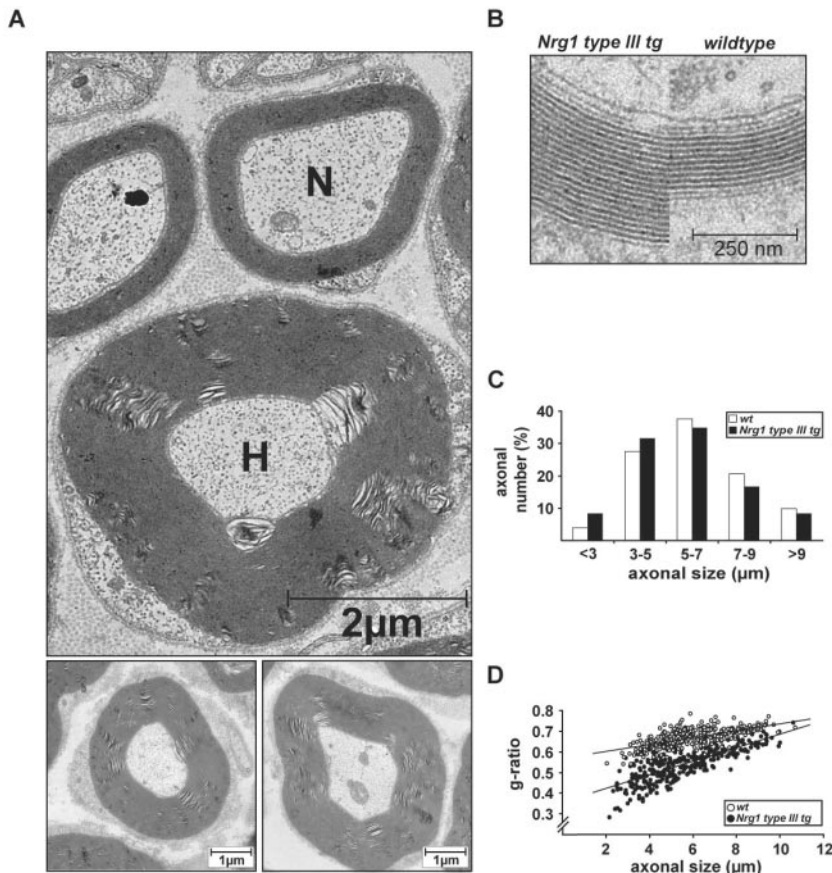 A
N
H
2µm
1µm
1µm
B
Nrg1 type III tg wildtype
250 nm
C
wt
Nrg1 type III tg
40
30
20
10
axonal
number (%)
<3 3-5 5-7 7-9 >9
axonal size (µm)
D
0.8
0.7
0.6
0.5
0.4
0.3
g-ratio
wt
Nrg1 type III tg
2 4 6 8 10 12
axonal size (µm)